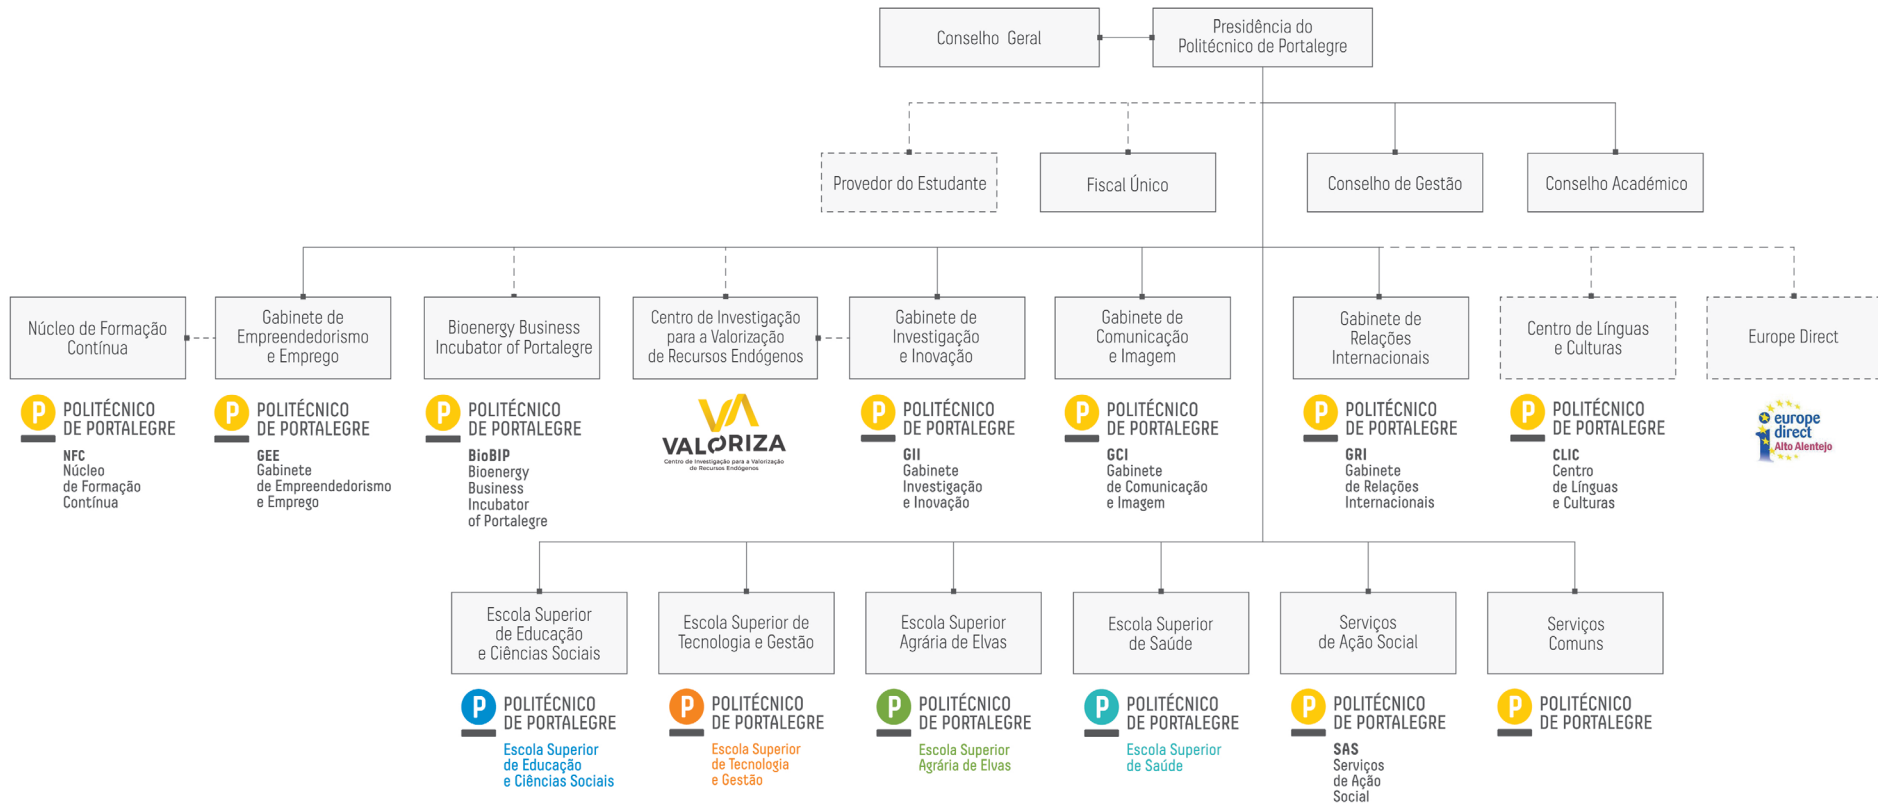 Conselho Geral
Presidência do
Politécnico de Portalegre
Provedor do Estudante
Fiscal Único
Conselho de Gestão
Conselho Académico
Núcleo de Formação
Contínua
Gabinete de
Empreendedorismo
e Emprego
Bioenergy Business
Incubator of Portalegre
Centro de Investigação
para a Valorização
de Recursos Endógenos
Gabinete de
Investigação
e Inovação
Gabinete de
Comunicação
e Imagem
Gabinete de
Relações
Internacionais
Centro de Línguas
e Culturas
Europe Direct
P
POLITÉCNICO
DE PORTALEGRE
NFC
Núcleo
de Formação
Contínua
P
POLITÉCNICO
DE PORTALEGRE
GEE
Gabinete
de Empreendedorismo
e Emprego
P
POLITÉCNICO
DE PORTALEGRE
BioBIP
Bioenergy
Business
Incubator
of Portalegre
VA
VALORIZA
Centro de Investigação para a Valorização
de Recursos Endógenos
P
POLITÉCNICO
DE PORTALEGRE
GII
Gabinete
Investigação
e Inovação
P
POLITÉCNICO
DE PORTALEGRE
GCI
Gabinete
de Comunicação
e Imagem
P
POLITÉCNICO
DE PORTALEGRE
GRI
Gabinete
de Relações
Internacionais
P
POLITÉCNICO
DE PORTALEGRE
CLIC
Centro
de Línguas
e Culturas
i
europe
direct
Alto Alentejo
Escola Superior
de Educação
e Ciências Sociais
Escola Superior de
Tecnologia e Gestão
Escola Superior
Agrária de Elvas
Escola Superior
de Saúde
Serviços
de Ação Social
Serviços
Comuns
P
POLITÉCNICO
DE PORTALEGRE
Escola Superior
de Educação
e Ciências Sociais
P
POLITÉCNICO
DE PORTALEGRE
Escola Superior
de Tecnologia
e Gestão
P
POLITÉCNICO
DE PORTALEGRE
Escola Superior
Agrária de Elvas
P
POLITÉCNICO
DE PORTALEGRE
Escola Superior
de Saúde
P
POLITÉCNICO
DE PORTALEGRE
SAS
Serviços
de Ação
Social
P
POLITÉCNICO
DE PORTALEGRE